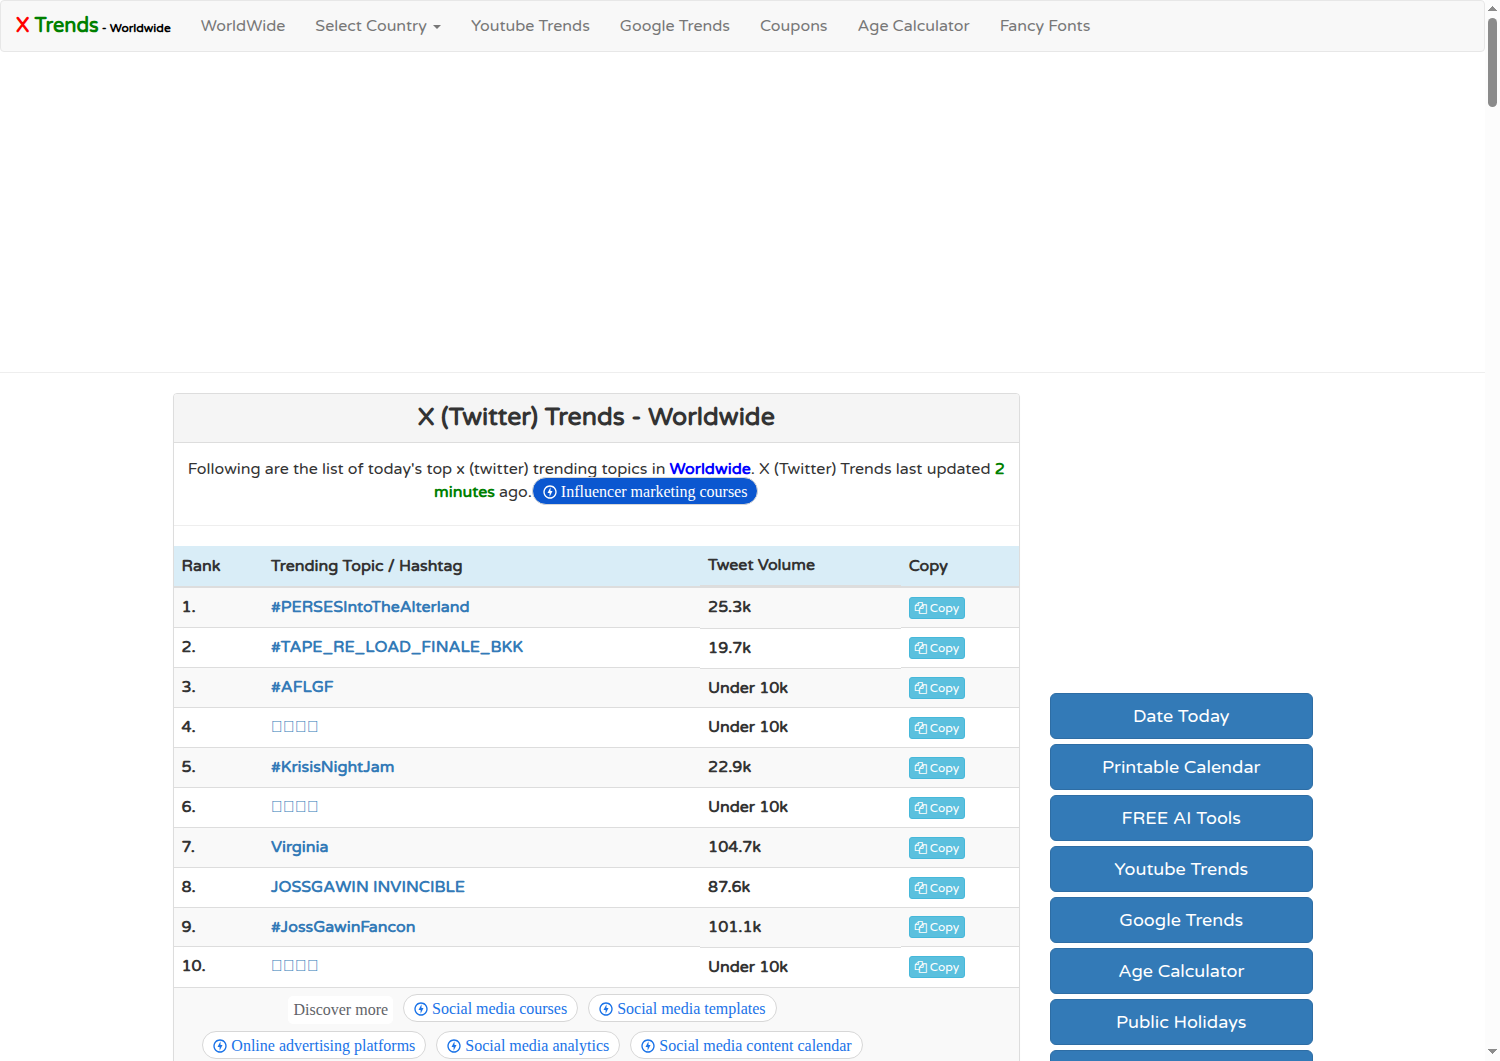 X Trends - Worldwide WorldWide Select Country Youtube Trends Google Trends Coupons Age Calculator Fancy Fonts
X (Twitter) Trends - Worldwide
Following are the list of today's top x (twitter) trending topics in Worldwide. X (Twitter) Trends last updated 2
minutes ago. Influencer marketing courses
Rank Trending Topic / Hashtag Tweet Volume Copy
1. #PERSESIntoTheAlterland 25.3k Copy
2. #TAPE_RE_LOAD_FINALE_BKK 19.7k Copy
3. #AFLGF Under 10k Copy
4. Under 10k Copy
5. #KrisisNightJam 22.9k Copy
6. Under 10k Copy
7. Virginia 104.7k Copy
8. JOSSGAWIN INVINCIBLE 87.6k Copy
9. #JossGawinFancon 101.1k Copy
10. Under 10k Copy
Discover more Social media courses Social media templates
Online advertising platforms Social media analytics Social media content calendar
Date Today
Printable Calendar
FREE AI Tools
Youtube Trends
Google Trends
Age Calculator
Public Holidays